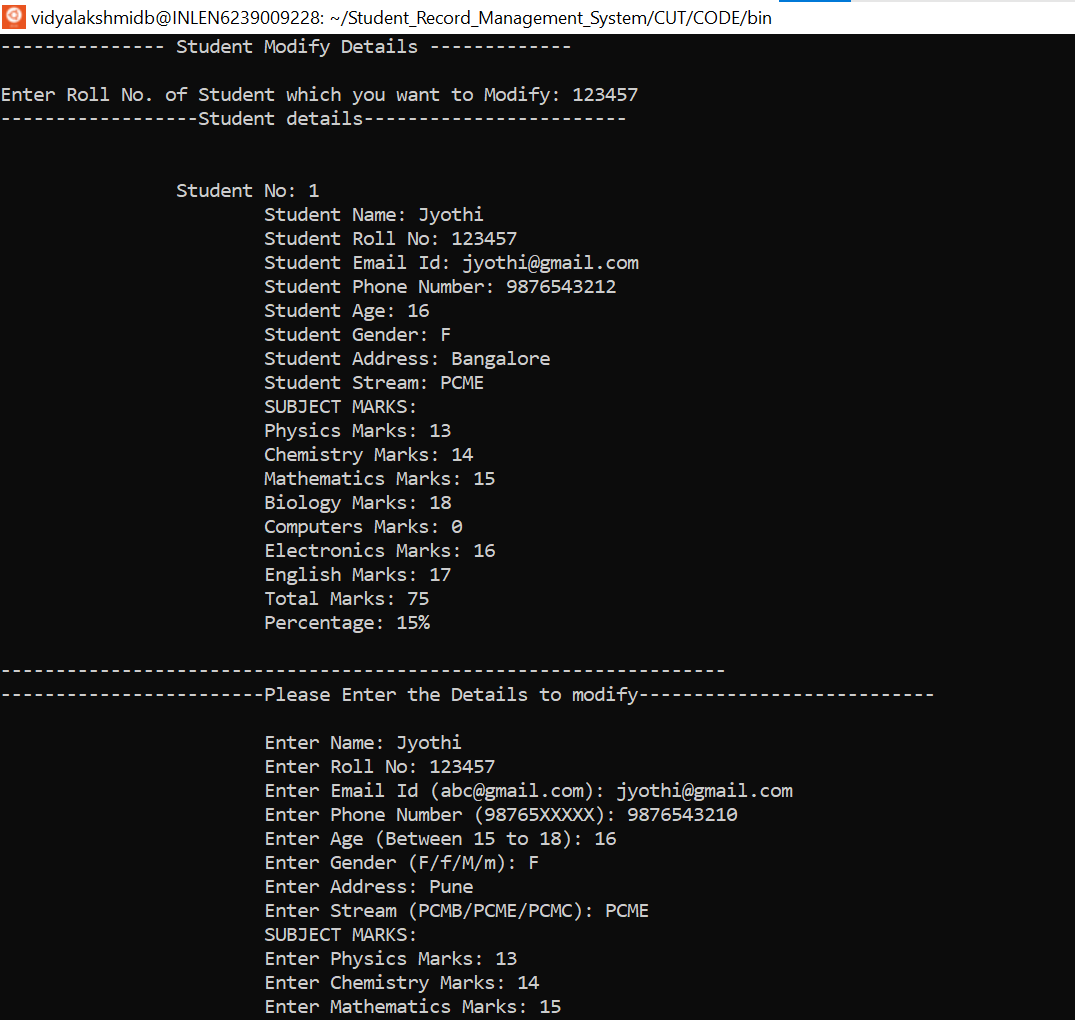 vidyalakshmidb@INLEN6239009228: ~/Student_Record_Management_System/CUT/CODE/bin
--------------- Student Modify Details -------------
Enter Roll No. of Student which you want to Modify: 123457
------------------Student details------------------------
Student No: 1
Student Name: Jyothi
Student Roll No: 123457
Student Email Id: jyothi@gmail.com
Student Phone Number: 9876543212
Student Age: 16
Student Gender: F
Student Address: Bangalore
Student Stream: PCME
SUBJECT MARKS:
Physics Marks: 13
Chemistry Marks: 14
Mathematics Marks: 15
Biology Marks: 18
Computers Marks: 0
Electronics Marks: 16
English Marks: 17
Total Marks: 75
Percentage: 15%
------------------------------------------------------------------
------------------------Please Enter the Details to modify---------------------------
Enter Name: Jyothi
Enter Roll No: 123457
Enter Email Id (abc@gmail.com): jyothi@gmail.com
Enter Phone Number (98765XXXXX): 9876543210
Enter Age (Between 15 to 18): 16
Enter Gender (F/f/M/m): F
Enter Address: Pune
Enter Stream (PCMB/PCME/PCMC): PCME
SUBJECT MARKS:
Enter Physics Marks: 13
Enter Chemistry Marks: 14
Enter Mathematics Marks: 15